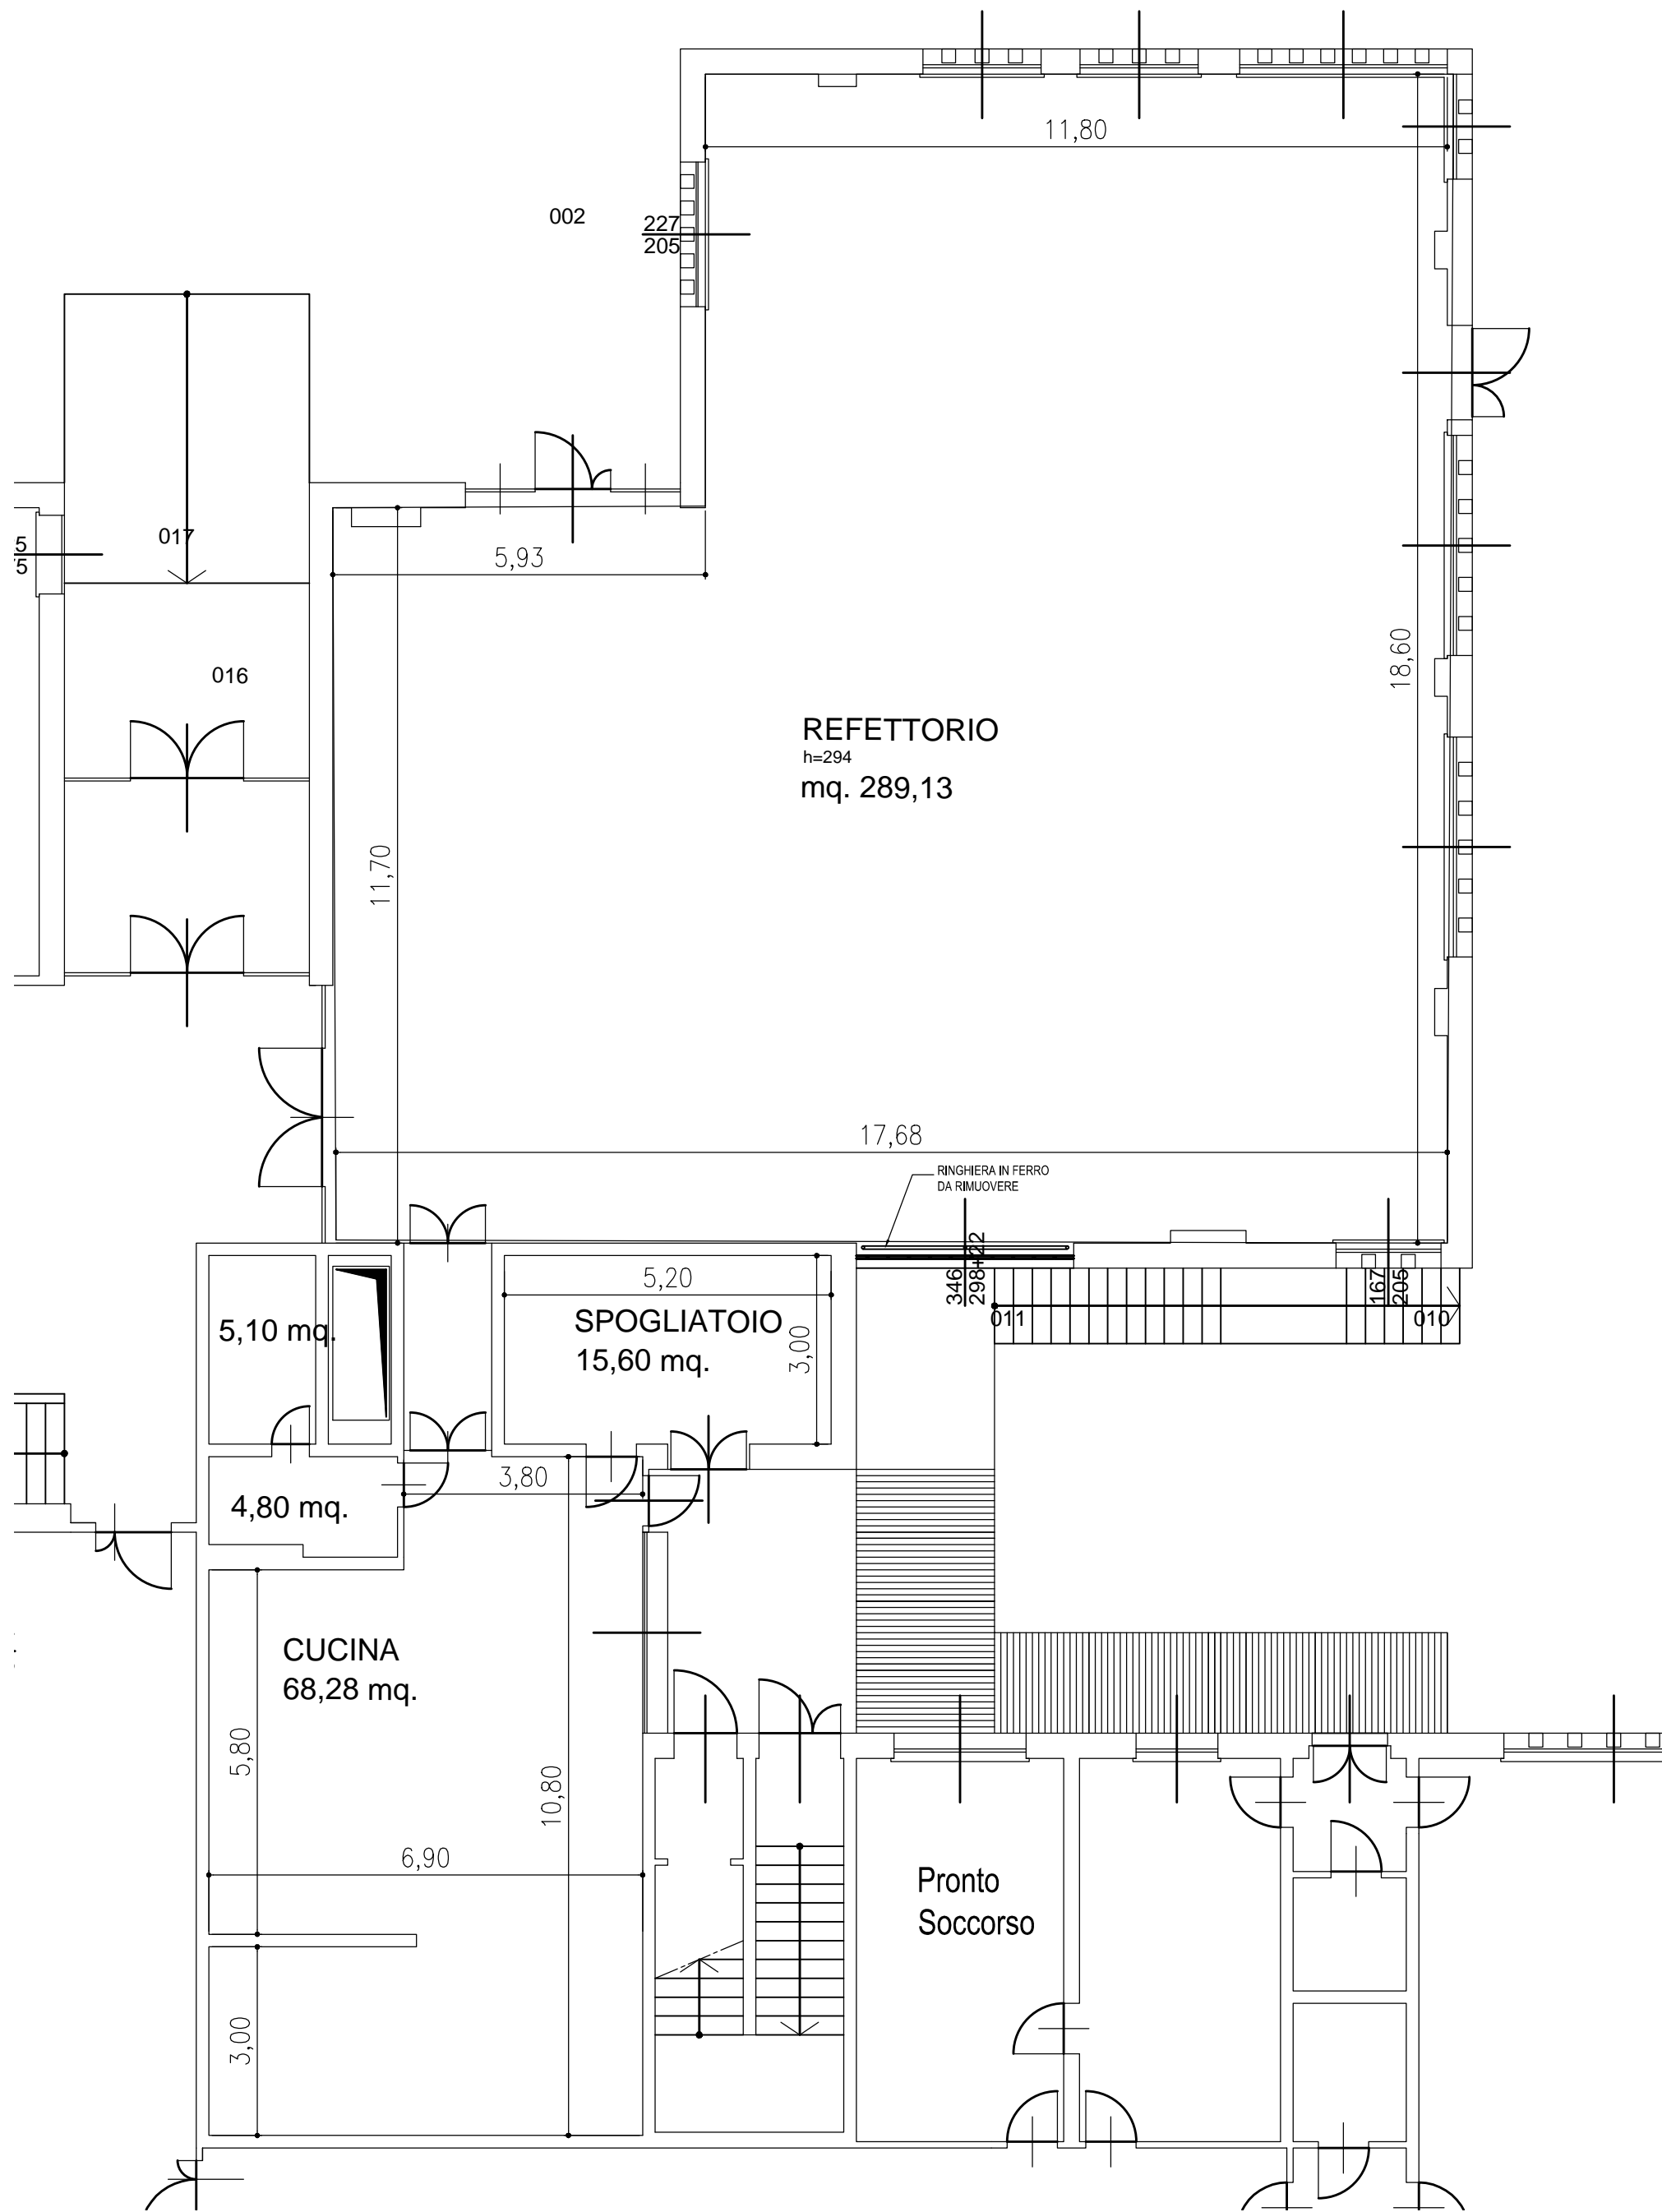 11,80
002
227
205
017
5
5
5,93
016
18,60
REFETTORIO
h=294
mq. 289,13
11,70
17,68
RINGHIERA IN FERRO
DA RIMUOVERE
346
298+22
167
205
011
010
5,20
SPOGLIATOIO
15,60 mq.
3,00
5,10 mq.
3,80
4,80 mq.
CUCINA
68,28 mq.
5,80
10,80
6,90
Pronto
Soccorso
3,00